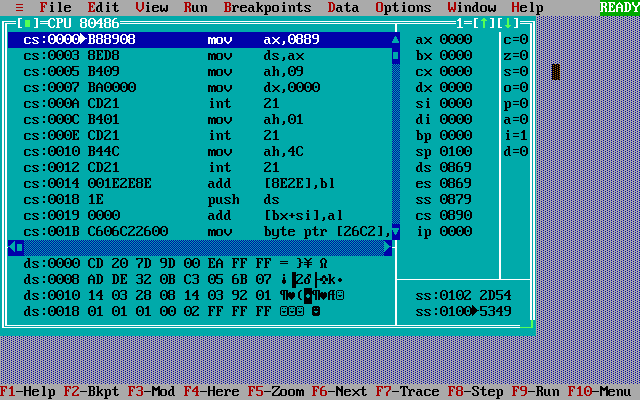 ≡ File Edit View Run Breakpoints Data Options Window Help READY
[■]=CPU 80486 1=[↑][↓]
cs:0000►B88908 mov ax,0889 ax 0000 c=0
cs:0003 8ED8 mov ds,ax bx 0000 z=0
cs:0005 B409 mov ah,09 cx 0000 s=0
cs:0007 BA0000 mov dx,0000 dx 0000 o=0
cs:000A CD21 int 21 si 0000 p=0
cs:000C B401 mov ah,01 di 0000 a=0
cs:000E CD21 int 21 bp 0000 i=1
cs:0010 B44C mov ah,4C sp 0100 d=0
cs:0012 CD21 int 21 ds 0869
cs:0014 001E2E8E add [8E2E],bl es 0869
cs:0018 1E push ds ss 0879
cs:0019 0000 add [bx+si],al cs 0890
cs:001B C606C22600 mov byte ptr [26C2], ip 0000
ds:0000 CD 20 7D 9D 00 EA FF FF = }¥ Ω
ds:0008 AD DE 32 0B C3 05 6B 07 ¡▐2♂├♣k•
ds:0010 14 03 28 08 14 03 92 01 ¶♥(◘¶♥Æ☺ ss:0102 2D54
ds:0018 01 01 01 00 02 FF FF FF ☺☺☺ ☻ ss:0100►5349
F1-Help F2-Bkpt F3-Mod F4-Here F5-Zoom F6-Next F7-Trace F8-Step F9-Run F10-Menu